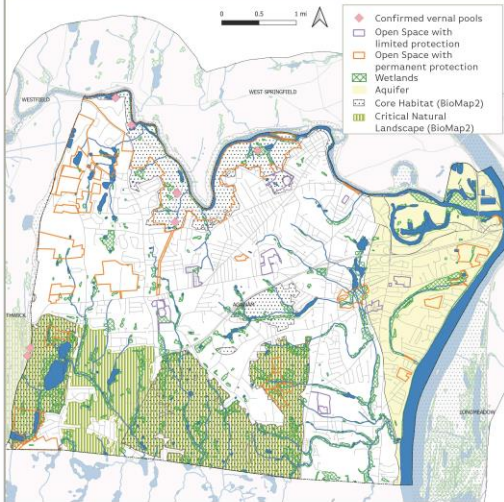 0 0.5 1 mi
Confirmed vernal pools
Open Space with
limited protection
Open Space with
permanent protection
Wetlands
Aquifer
Core Habitat (BioMap2)
Critical Natural
Landscape (BioMap2)
WESTFIELD
WEST SPRINGFIELD
AGAWAM
LONGMEADOW